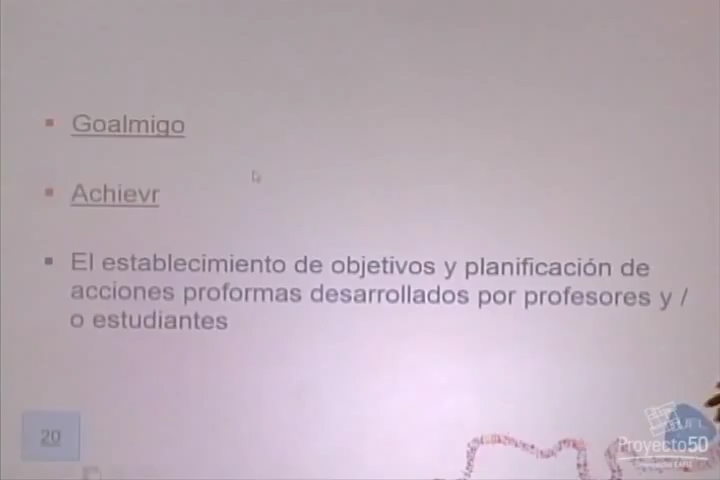 Goalmigo
Achievr
El establecimiento de objetivos y planificación de
acciones proformas desarrollados por profesores y /
o estudiantes
20
Proyecto50